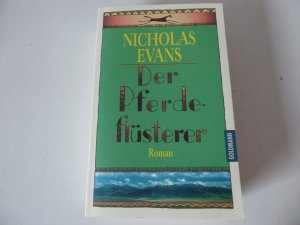 NICHOLAS
EVANS
Der
Pferde-
flüsterer
Roman
GOLDMANN